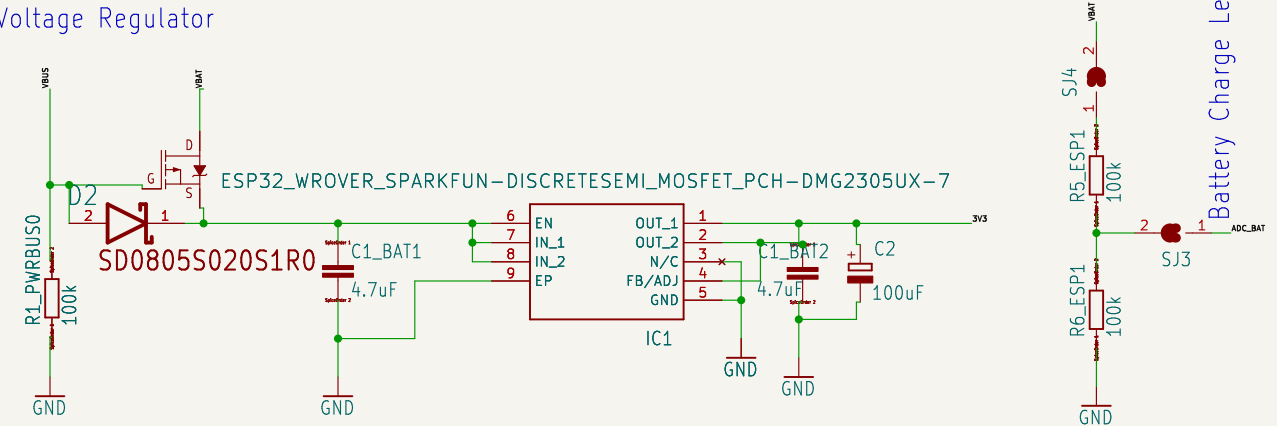 Voltage Regulator
VBUS
VBAT
D
G
S
ESP32_WROVER_SPARKFUN-DISCRETESEMI_MOSFET_PCH-DMG2305UX-7
D2
2
1
SD0805S020S1R0
R1_PWRBUS0
100k
GND
C1_BAT1
4.7uF
GND
6
7
8
9
EN
IN_1
IN_2
EP
OUT_1
OUT_2
N/C
FB/ADJ
GND
1
2
3
4
5
IC1
GND
C1_BAT2
4.7uF
GND
C2
+
100uF
3V3
VBAT
2
SJ4
1
R5_ESP1
100k
2
1
SJ3
ADC_BAT
R6_ESP1
100k
GND
Battery Charge Le